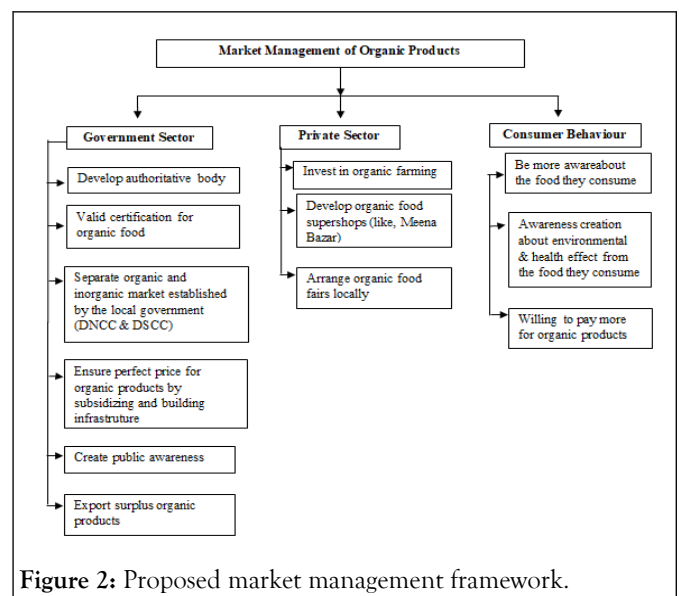 Market Management of Organic Products
Government Sector
Develop authoritative body
Valid certification for
organic food
Separate organic and
inorganic market established
by the local government
(DNCC & DSCC)
Ensure perfect price for
organic products by
subsidizing and building
infrastruture
Create public awareness
Export surplus organic
products
Private Sector
Invest in organic farming
Develop organic food
supershops (like, Meena
Bazar)
Arrange organic food
fairs locally
Consumer Behaviour
Be more awareabout
the food they consume
Awareness creation
about environmental
& health effect from
the food they consume
Willing to pay more
for organic products
Figure 2: Proposed market management framework.